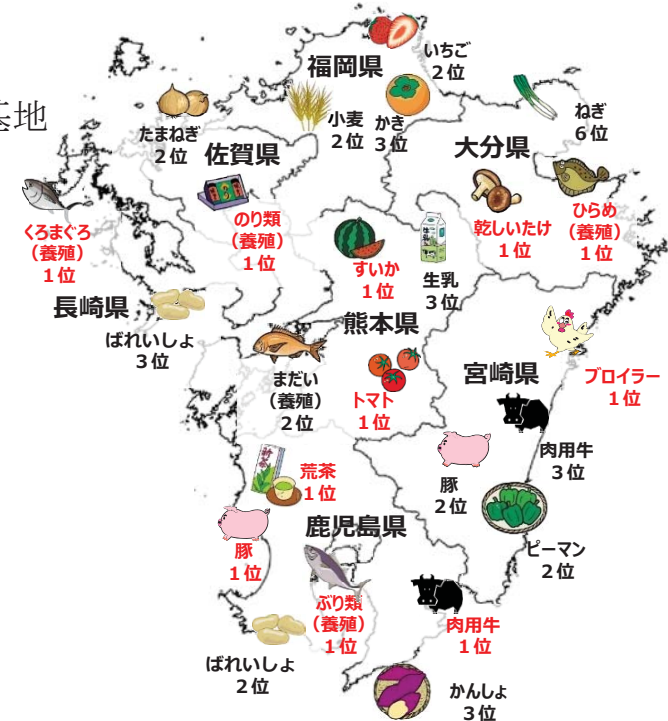 基地
福岡県
いちご
2位
小麦
2位
かき
3位
たまねぎ
2位
佐賀県
のり類
(養殖)
1位
大分県
ねぎ
6位
乾しいたけ
1位
ひらめ
(養殖)
1位
くろまぐろ
(養殖)
1位
長崎県
ばれいしょ
3位
すいか
1位
生乳
3位
熊本県
まだい
(養殖)
2位
トマト
1位
宮崎県
ブロイラー
1位
肉用牛
3位
豚
2位
ピーマン
2位
荒茶
1位
鹿児島県
豚
1位
ぶり類
(養殖)
1位
肉用牛
1位
ばれいしょ
2位
かんしょ
3位